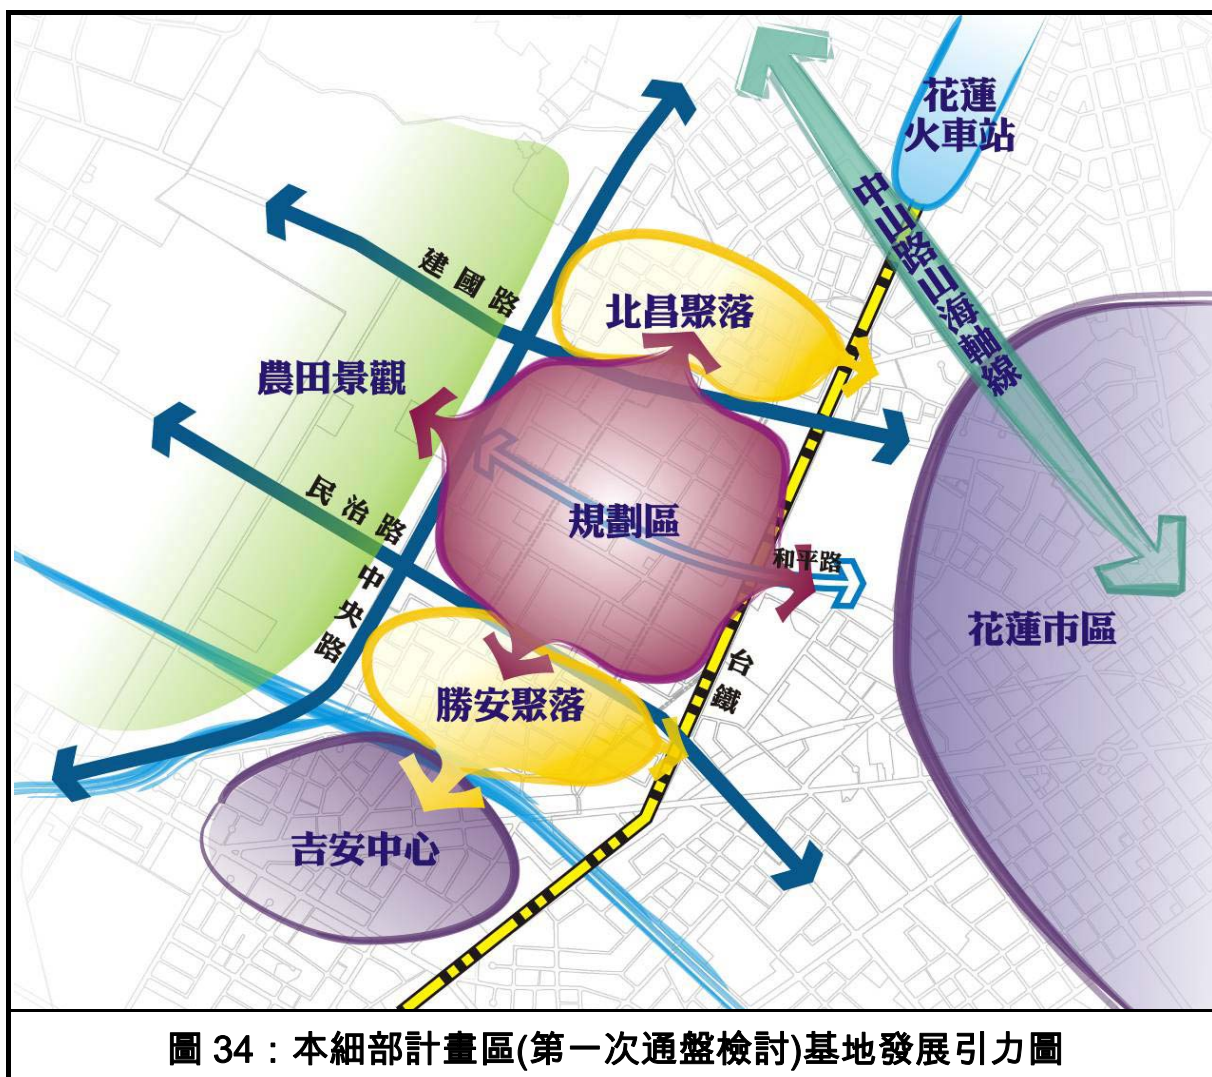 花蓮
火車站
中山路山海軸線
建國路
北昌聚落
農田景觀
民治路
規劃區
和平路
中央路
花蓮市區
台鐵
勝安聚落
吉安中心
圖 34：本細部計畫區(第一次通盤檢討)基地發展引力圖